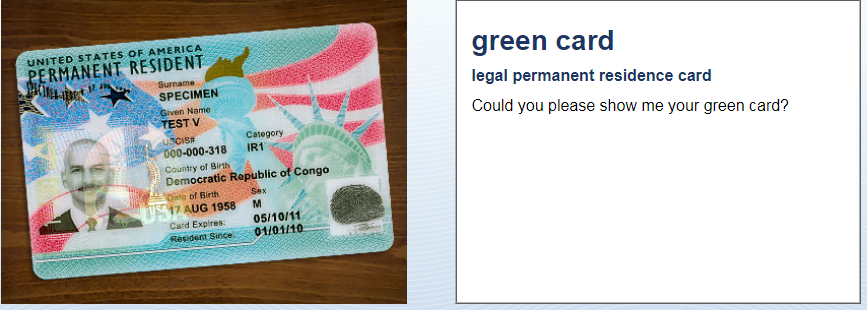 UNITED STATES OF AMERICA
PERMANENT RESIDENT
Surname
SPECIMEN
Given Name
TEST V
USCIS#
000-000-318
Category
IR1
Country of Birth
Democratic Republic of Congo
Date of Birth
17 AUG 1958
Sex
M
Card Expires:
05/10/11
Resident Since:
01/01/10
USA
green card
legal permanent residence card
Could you please show me your green card?